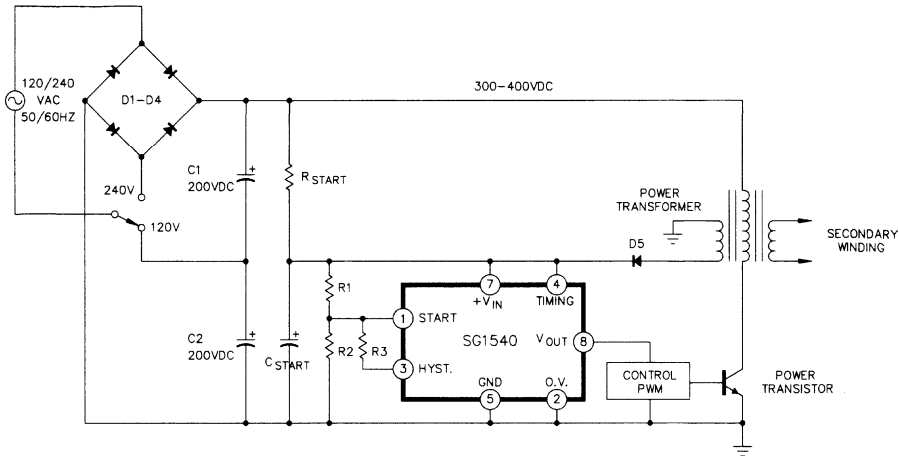 300-400VDC
120/240
VAC
50/60HZ
D1-D4
C1
200VDC
R START
240V
120V
POWER
TRANSFORMER
SECONDARY
WINDING
D5
R1
7
+VIN
4
TIMING
1
START
SG1540
VOUT
8
C2
200VDC
C START
R2
R3
3
HYST.
GND
5
O.V.
2
CONTROL
PWM
POWER
TRANSISTOR
+
+
+